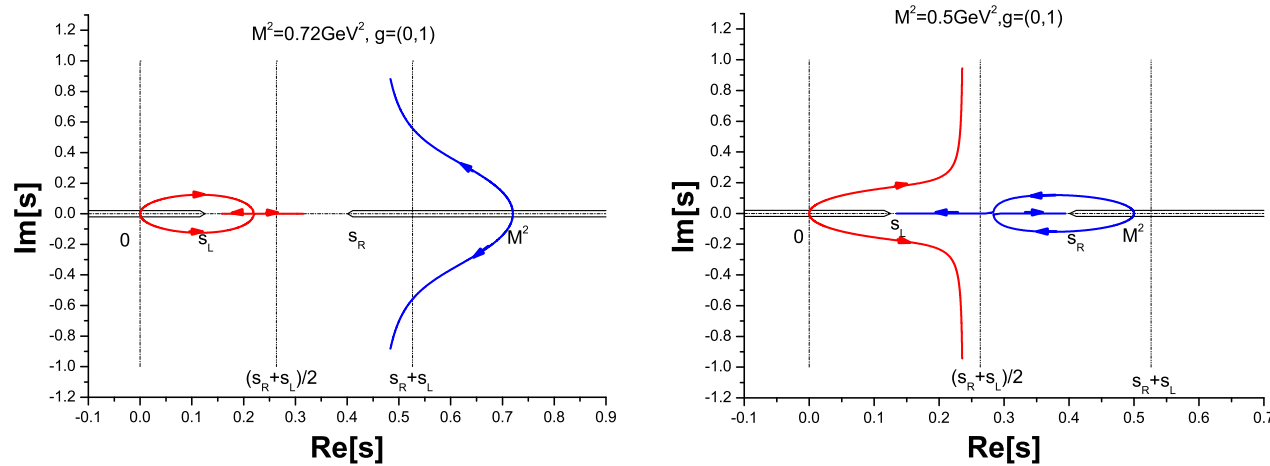 M²=0.72GeV², g=(0,1)
Im[s]
1.2
1.0
0.8
0.6
0.4
0.2
0.0
-0.2
-0.4
-0.6
-0.8
-1.0
-1.2
0
s_L
s_R
M²
(s_R+s_L)/2
s_R+s_L
-0.1 0.0 0.1 0.2 0.3 0.4 0.5 0.6 0.7 0.8 0.9
Re[s]
M²=0.5GeV²,g=(0,1)
Im[s]
1.2
1.0
0.8
0.6
0.4
0.2
0.0
-0.2
-0.4
-0.6
-0.8
-1.0
-1.2
0
s_L
s_R
M²
(s_R+s_L)/2
s_R+s_L
-0.1 0.0 0.1 0.2 0.3 0.4 0.5 0.6 0.7
Re[s]